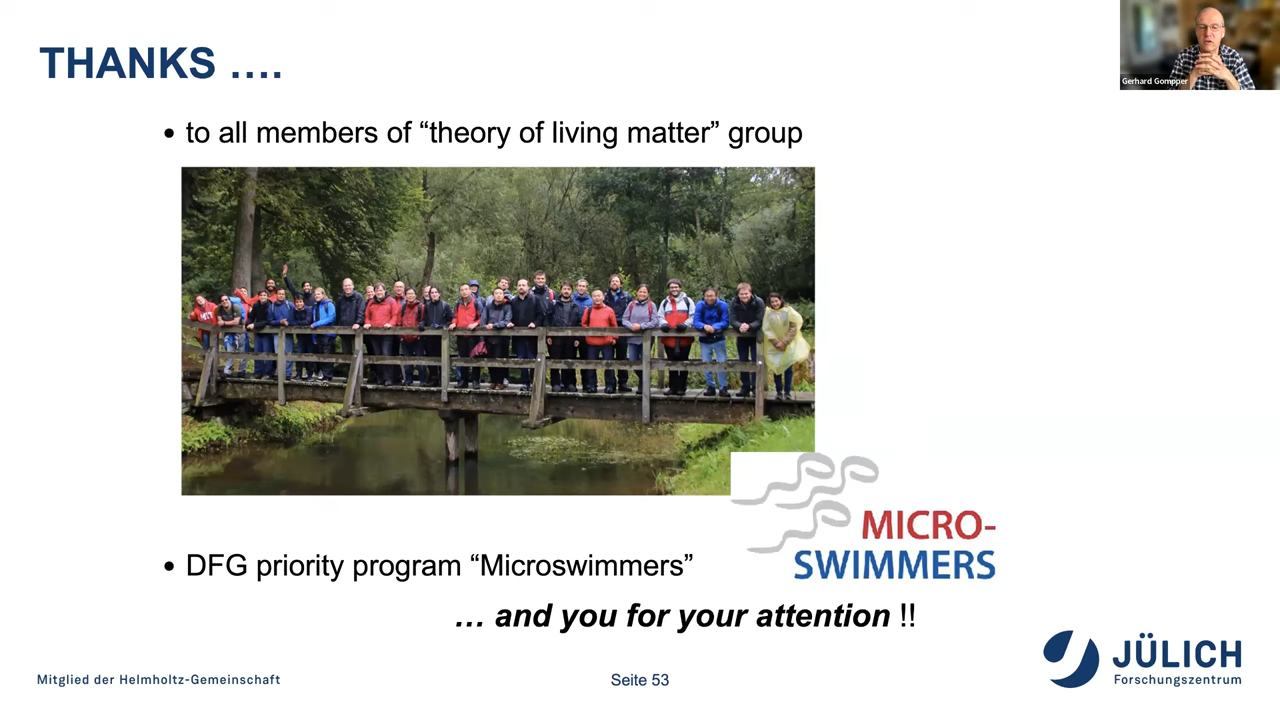 THANKS ....
Gerhard Gompper
• to all members of “theory of living matter” group
MICRO-
SWIMMERS
• DFG priority program “Microswimmers”
… and you for your attention !!
JÜLICH
Forschungszentrum
Mitglied der Helmholtz-Gemeinschaft
Seite 53